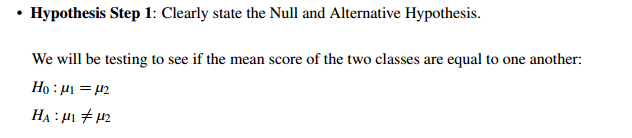 • Hypothesis Step 1: Clearly state the Null and Alternative Hypothesis.
We will be testing to see if the mean score of the two classes are equal to one another:
H₀ : μ₁ = μ₂
H_A : μ₁ ≠ μ₂